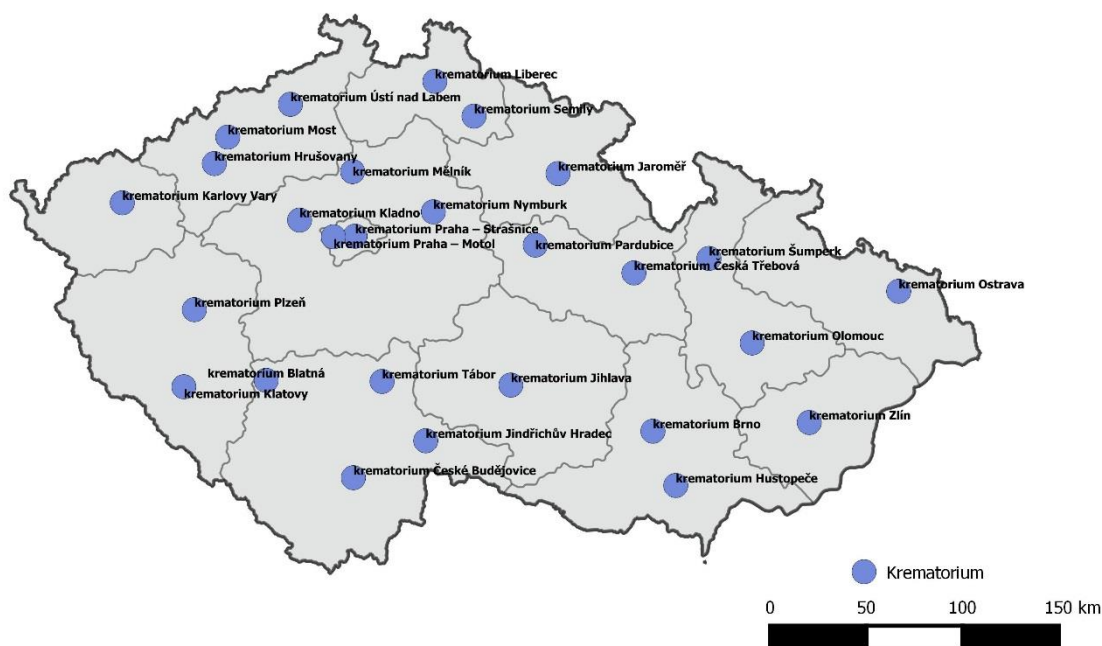 krematorium Liberec
krematorium Ústí nad Labem
krematorium Semily
krematorium Most
krematorium Hrušovany
krematorium Mělník
krematorium Jaroměř
krematorium Karlovy Vary
krematorium Nymburk
krematorium Kladno
krematorium Praha – Strašnice
krematorium Praha – Motol
krematorium Pardubice
krematorium Šumperk
krematorium Česká Třebová
krematorium Ostrava
krematorium Plzeň
krematorium Olomouc
krematorium Blatná
krematorium Tábor
krematorium Jihlava
krematorium Klatovy
krematorium Zlín
krematorium Brno
krematorium Jindřichův Hradec
krematorium České Budějovice
krematorium Hustopeče
Krematorium
0 50 100 150 km